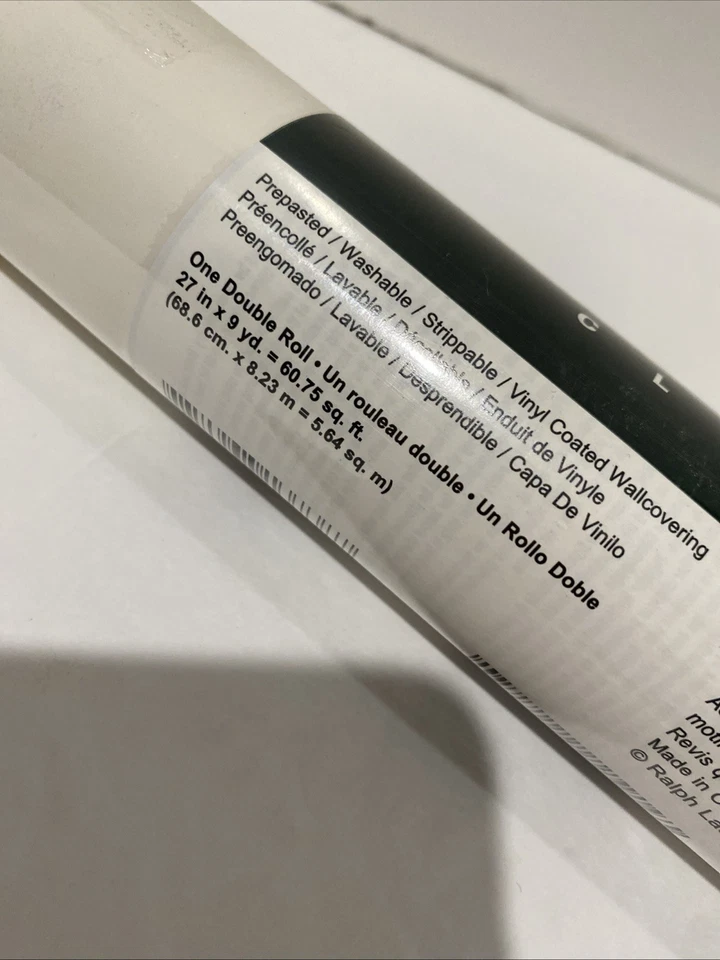 C L
Prepasted / Washable / Strippable / Vinyl Coated Wallcovering
Préencollé / Lavable / Décollable / Enduit de Vinyle
Preengomado / Lavable / Desprendible / Capa De Vinilo
One Double Roll • Un rouleau double • Un Rollo Doble
27 in x 9 yd. = 60.75 sq. ft.
(68.6 cm. x 8.23 m = 5.64 sq. m)
Revis
Made in
© Ralph